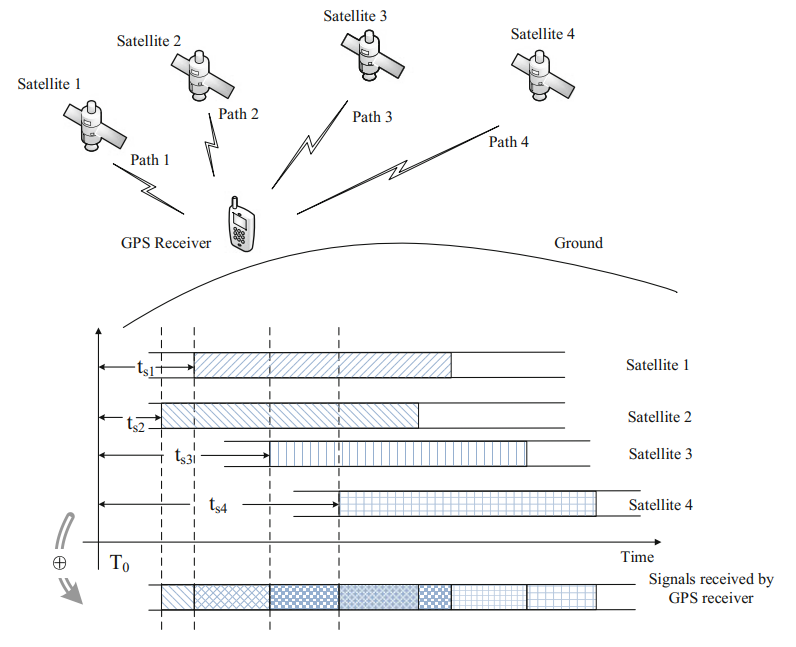 Satellite 3
Satellite 4
Satellite 2
Satellite 1
Path 2
Path 3
Path 4
Path 1
GPS Receiver
Ground
ts1
Satellite 1
ts2
Satellite 2
ts3
Satellite 3
ts4
Satellite 4
T0
Time
Signals received by
GPS receiver